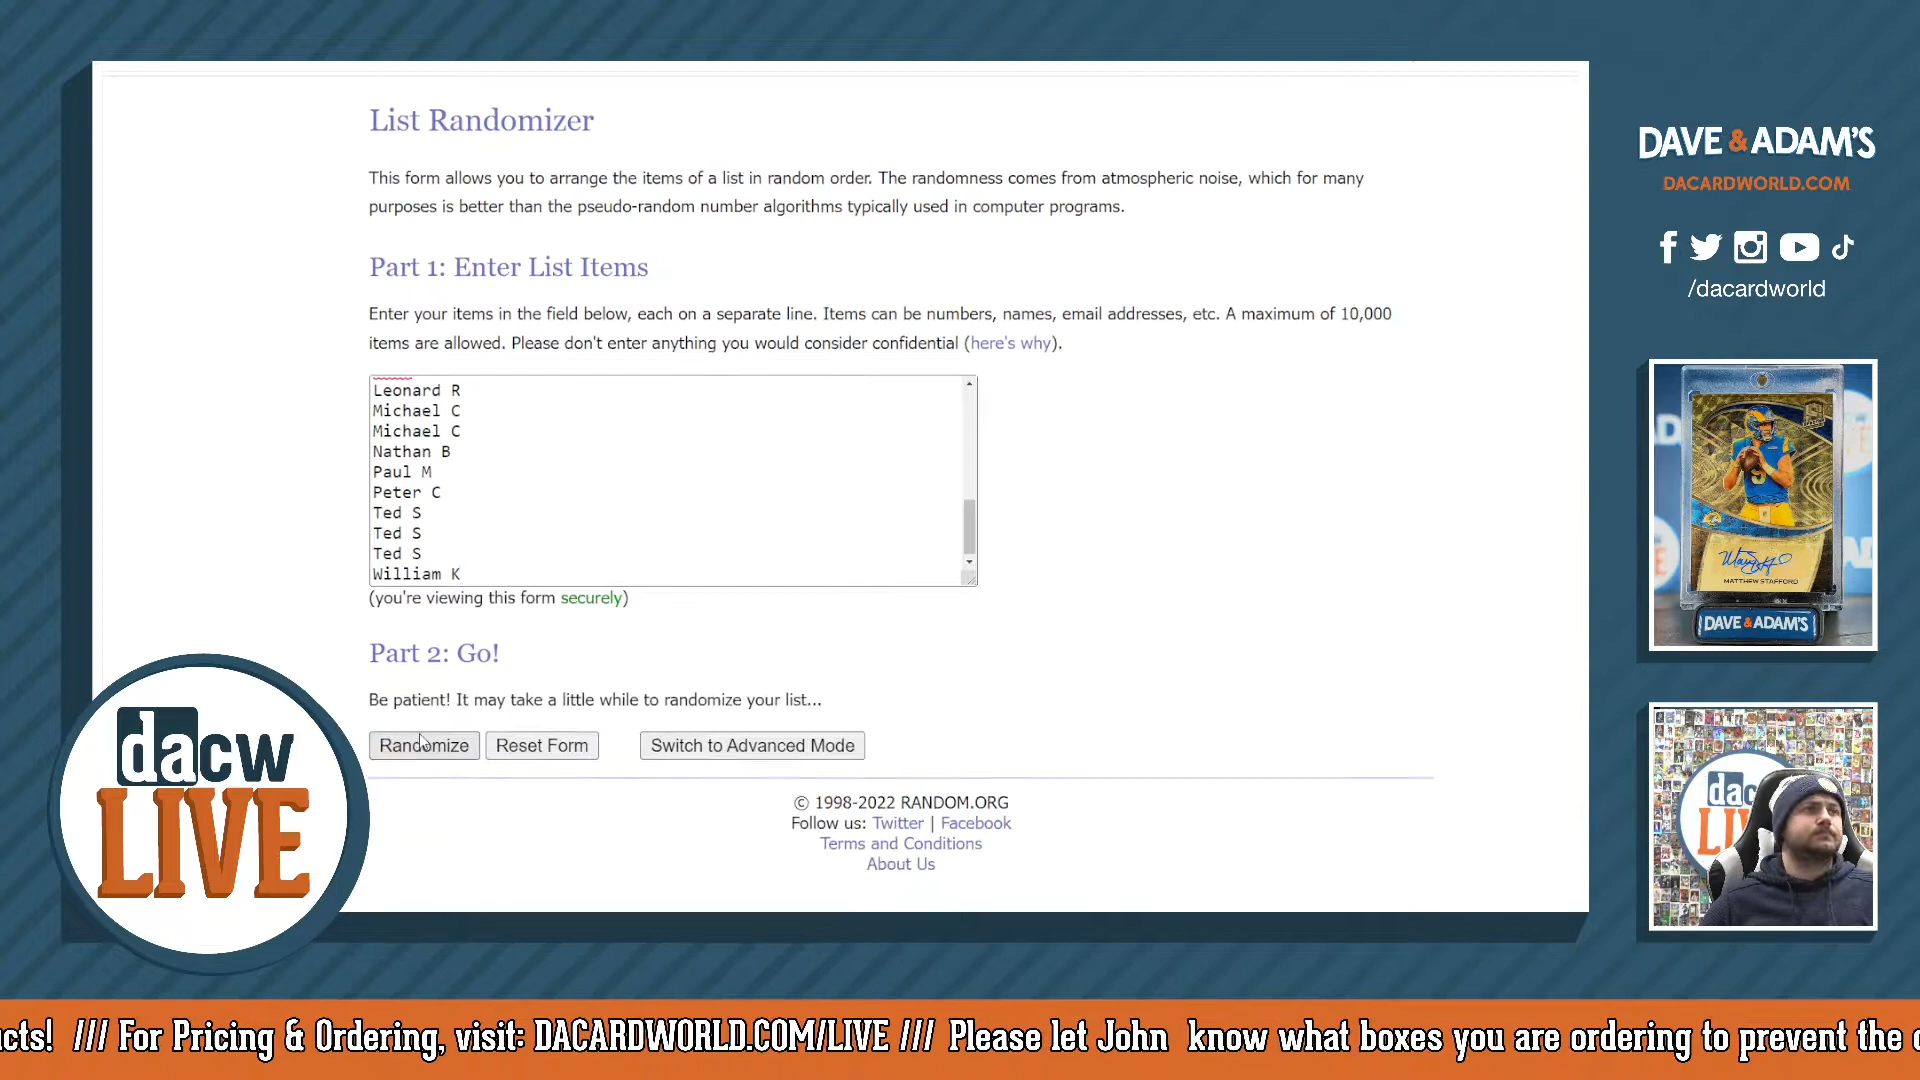 List Randomizer
This form allows you to arrange the items of a list in random order. The randomness comes from atmospheric noise, which for many
purposes is better than the pseudo-random number algorithms typically used in computer programs.
Part 1: Enter List Items
Enter your items in the field below, each on a separate line. Items can be numbers, names, email addresses, etc. A maximum of 10,000
items are allowed. Please don't enter anything you would consider confidential (here's why).
Leonard R
Michael C
Michael C
Nathan B
Paul M
Peter C
Ted S
Ted S
Ted S
William K
(you're viewing this form securely)
Part 2: Go!
Be patient! It may take a little while to randomize your list...
Randomize Reset Form Switch to Advanced Mode
© 1998-2022 RANDOM.ORG
Follow us: Twitter | Facebook
Terms and Conditions
About Us
dacw
LIVE
DAVE & ADAM'S
DACARDWORLD.COM
/dacardworld
MATTHEW STAFFORD
DAVE & ADAM'S
cts! /// For Pricing & Ordering, visit: DACARDWORLD.COM/LIVE /// Please let John know what boxes you are ordering to prevent the